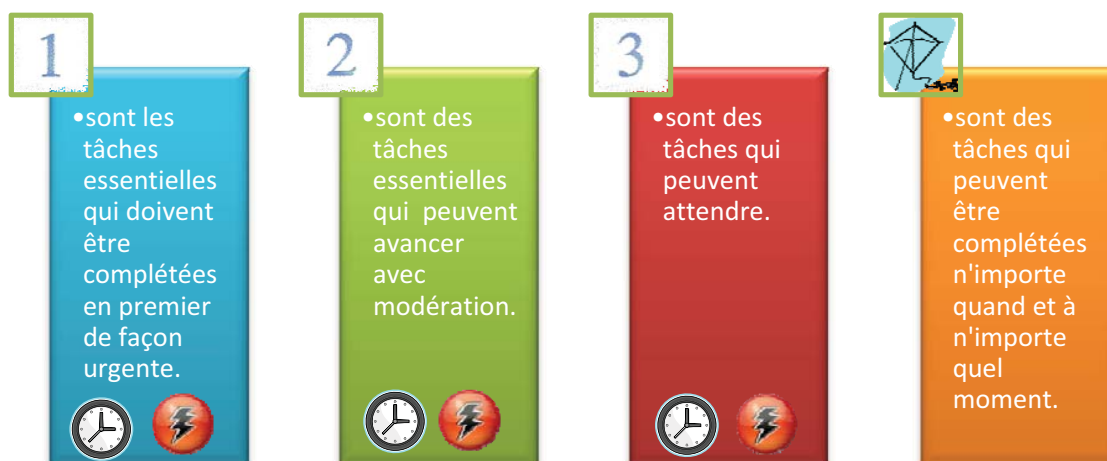 1
•sont les
tâches
essentielles
qui doivent
être
complétées
en premier
de façon
urgente.
2
•sont des
tâches
essentielles
qui peuvent
avancer
avec
modération.
3
•sont des
tâches qui
peuvent
attendre.
•sont des
tâches qui
peuvent
être
complétées
n'importe
quand et à
n'importe
quel
moment.